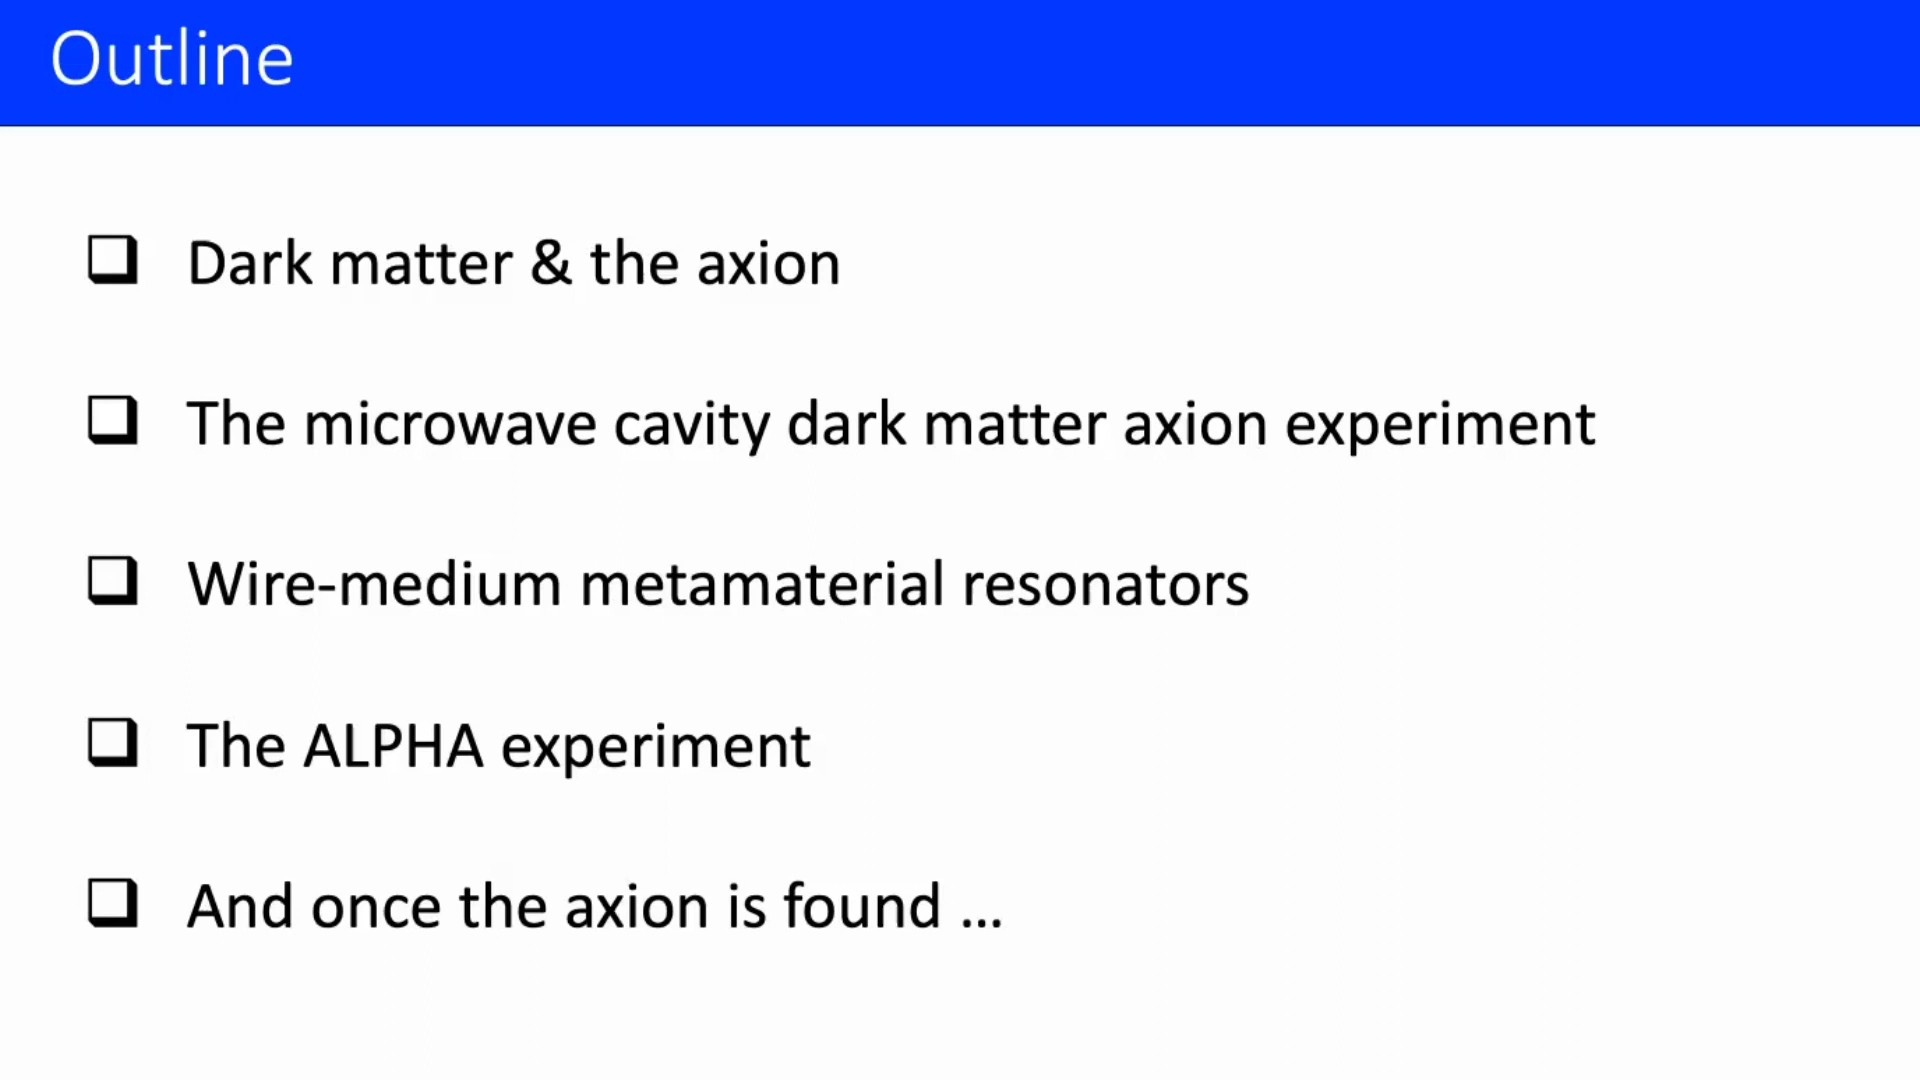 Outline
Dark matter & the axion
The microwave cavity dark matter axion experiment
Wire-medium metamaterial resonators
The ALPHA experiment
And once the axion is found ...